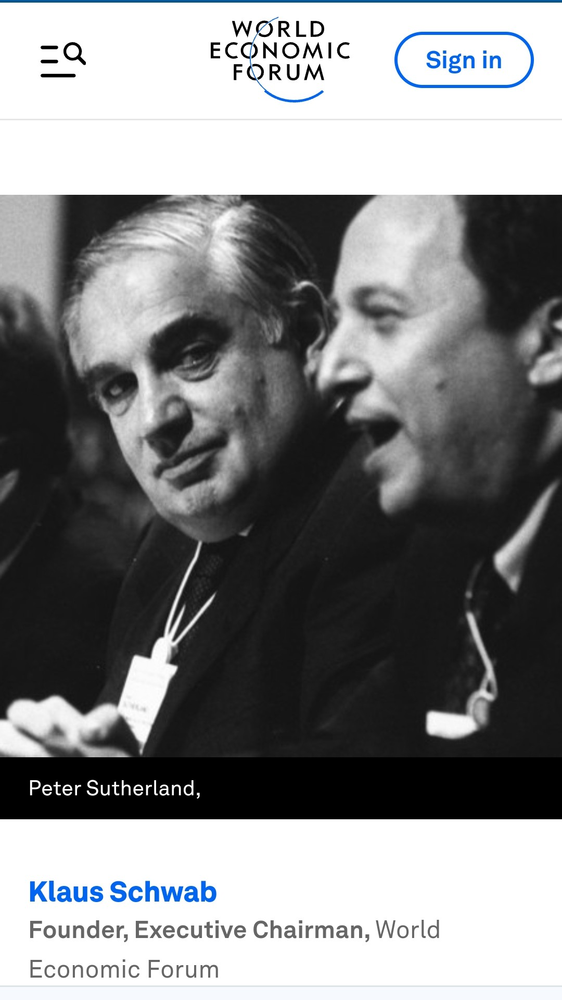 WORLD
ECONOMIC
FORUM
Sign in
Peter Sutherland,
Klaus Schwab
Founder, Executive Chairman, World
Economic Forum